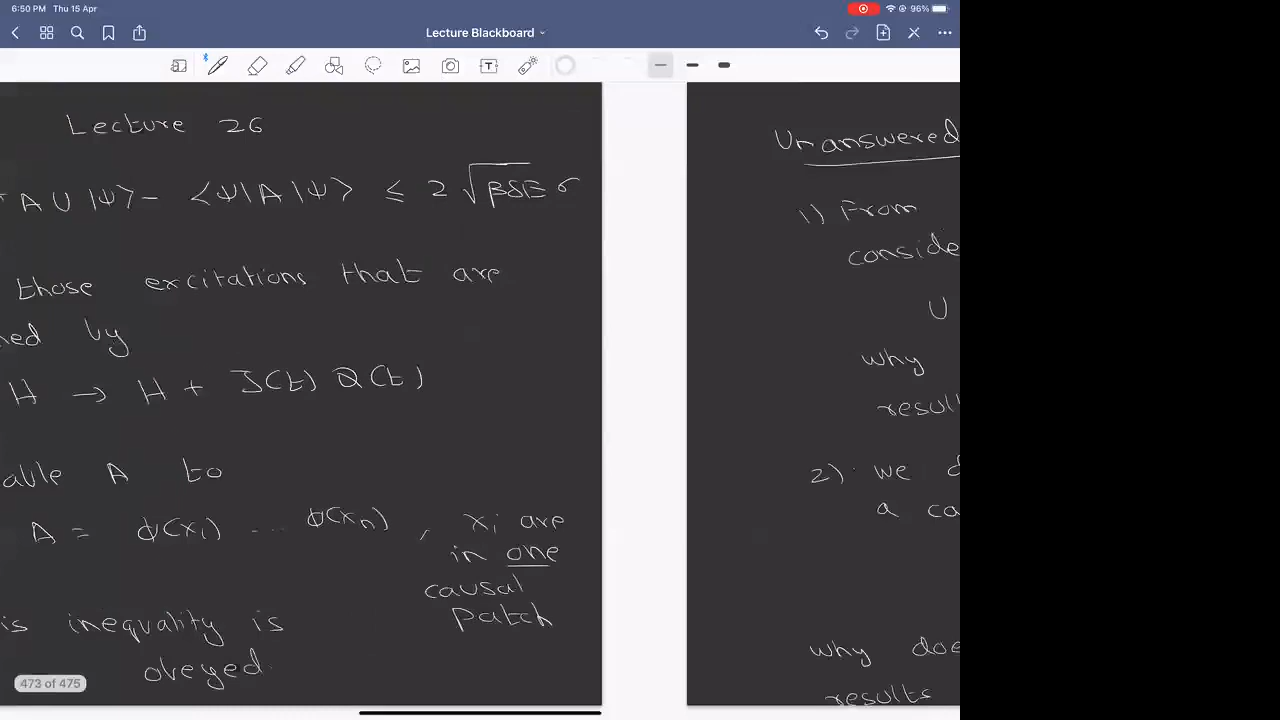 6:50 PM Thu 15 Apr
96%
Lecture Blackboard
Lecture 26
A U |ψ⟩ - ⟨ψ|A|ψ⟩ ≤ 2 √βδE σ
those excitations that are
ned by
H → H + J(t) Q(t)
able A to
A = φ(x₁) ... φ(xₙ) , xᵢ are
in one
causal
patch
is inequality is
obeyed.
473 of 475
Unanswered
1) From
conside
U
why
resul
2) we d
a ca
why doe
results